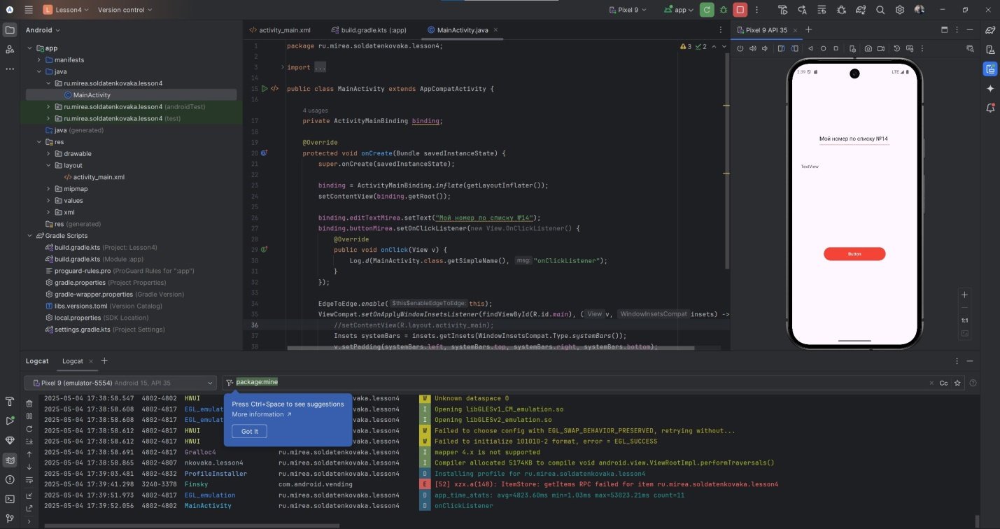 Lesson4 Version control Pixel 9 app
Android
app
manifests
java
ru.mirea.soldatenkovaka.lesson4
MainActivity
ru.mirea.soldatenkovaka.lesson4 (androidTest)
ru.mirea.soldatenkovaka.lesson4 (test)
java (generated)
res
drawable
layout
activity_main.xml
mipmap
values
xml
res (generated)
Gradle Scripts
build.gradle.kts (Project: Lesson4)
build.gradle.kts (Module :app)
proguard-rules.pro (ProGuard Rules for ":app")
gradle.properties (Project Properties)
gradle-wrapper.properties (Gradle Version)
libs.versions.toml (Version Catalog)
local.properties (SDK Location)
settings.gradle.kts (Project Settings)
activity_main.xml build.gradle.kts (:app) MainActivity.java
3 2
1 package ru.mirea.soldatenkovaka.lesson4;
2
3 import ...
14
15 public class MainActivity extends AppCompatActivity {
16
4 usages
17 private ActivityMainBinding binding;
18
19 @Override
20 protected void onCreate(Bundle savedInstanceState) {
21 super.onCreate(savedInstanceState);
22
23 binding = ActivityMainBinding.inflate(getLayoutInflater());
24 setContentView(binding.getRoot());
25
26 binding.editTextMirea.setText("Мой номер по списку №14");
27 binding.buttonMirea.setOnClickListener(new View.OnClickListener() {
28 @Override
29 public void onClick(View v) {
30 Log.d(MainActivity.class.getSimpleName(), msg: "onClickListener");
31 }
32 });
33
34 EdgeToEdge.enable( $this$enableEdgeToEdge: this);
35 ViewCompat.setOnApplyWindowInsetsListener(findViewById(R.id.main), ( View v, WindowInsetsCompat insets) ->
36 //setContentView(R.layout.activity_main);
37 Insets systemBars = insets.getInsets(WindowInsetsCompat.Type.systemBars());
38 v.setPadding(systemBars.left, systemBars.top, systemBars.right, systemBars.bottom);
Pixel 9 API 35
2:39 LTE
Мой номер по списку №14
TextView
Button
1:1
Logcat Logcat
Pixel 9 (emulator-5554) Android 15, API 35 package:mine Cc
Press Ctrl+Space to see suggestions
More information
Got It
2025-05-04 17:38:58.547 4802-4802 HWUI vaka.lesson4 W Unknown dataspace 0
2025-05-04 17:38:58.608 4802-4817 EGL_emulat vaka.lesson4 I Opening libGLESv1_CM_emulation.so
2025-05-04 17:38:58.608 4802-4817 EGL_emulat vaka.lesson4 I Opening libGLESv2_emulation.so
2025-05-04 17:38:58.612 4802-4817 HWUI vaka.lesson4 W Failed to choose config with EGL_SWAP_BEHAVIOR_PRESERVED, retrying without...
2025-05-04 17:38:58.612 4802-4817 HWUI vaka.lesson4 W Failed to initialize 101010-2 format, error = EGL_SUCCESS
2025-05-04 17:38:58.691 4802-4817 Gralloc4 ru.mirea.soldatenkovaka.lesson4 I mapper 4.x is not supported
2025-05-04 17:38:58.865 4802-4807 nkovaka.lesson4 ru.mirea.soldatenkovaka.lesson4 I Compiler allocated 5174KB to compile void android.view.ViewRootImpl.performTraversals()
2025-05-04 17:39:03.481 4802-4832 ProfileInstaller ru.mirea.soldatenkovaka.lesson4 D Installing profile for ru.mirea.soldatenkovaka.lesson4
2025-05-04 17:39:41.298 3240-3378 Finsky com.android.vending E [52] xzx.a(148): ItemStore: getItems RPC failed for item ru.mirea.soldatenkovaka.lesson4
2025-05-04 17:39:51.973 4802-4817 EGL_emulation ru.mirea.soldatenkovaka.lesson4 D app_time_stats: avg=4823.60ms min=1.03ms max=53023.21ms count=11
2025-05-04 17:39:52.056 4802-4802 MainActivity ru.mirea.soldatenkovaka.lesson4 D onClickListener